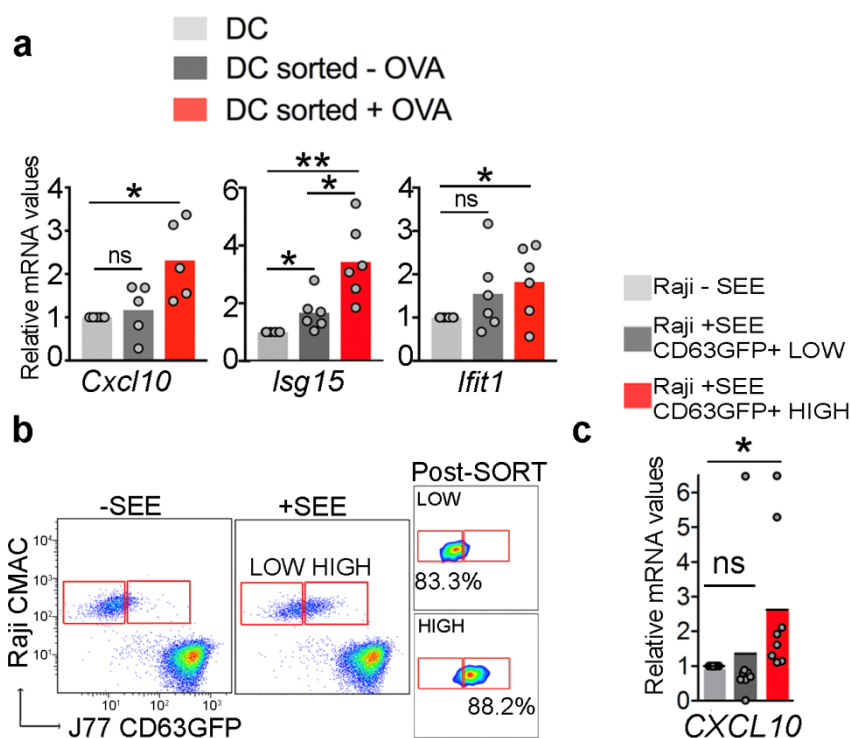 a
DC
DC sorted - OVA
DC sorted + OVA
Relative mRNA values
4
3
2
1
0
ns
*
Cxcl10
6
4
2
0
*
*
**
Isg15
4
3
2
1
0
ns
*
Ifit1
Raji - SEE
Raji +SEE
CD63GFP+ LOW
Raji +SEE
CD63GFP+ HIGH
b
-SEE
+SEE
Post-SORT
LOW HIGH
LOW
83.3%
HIGH
88.2%
Raji CMAC
10⁴
10³
10²
10¹
10¹ 10² 10³
J77 CD63GFP
c
*
ns
Relative mRNA values
6
5
4
3
2
1
0
CXCL10